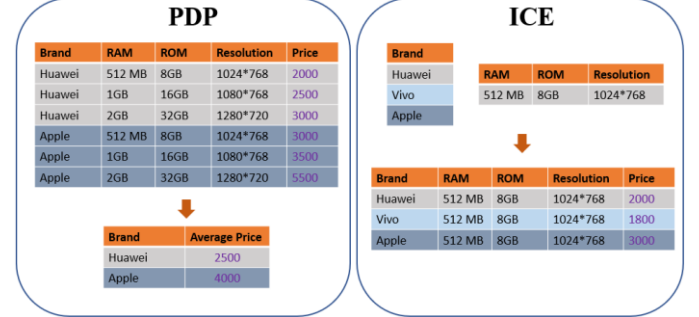 PDP
Brand RAM ROM Resolution Price
Huawei 512 MB 8GB 1024*768 2000
Huawei 1GB 16GB 1080*768 2500
Huawei 2GB 32GB 1280*720 3000
Apple 512 MB 8GB 1024*768 3000
Apple 1GB 16GB 1080*768 3500
Apple 2GB 32GB 1280*720 5500
Brand Average Price
Huawei 2500
Apple 4000
ICE
Brand
Huawei
Vivo
Apple
RAM ROM Resolution
512 MB 8GB 1024*768
Brand RAM ROM Resolution Price
Huawei 512 MB 8GB 1024*768 2000
Vivo 512 MB 8GB 1024*768 1800
Apple 512 MB 8GB 1024*768 3000